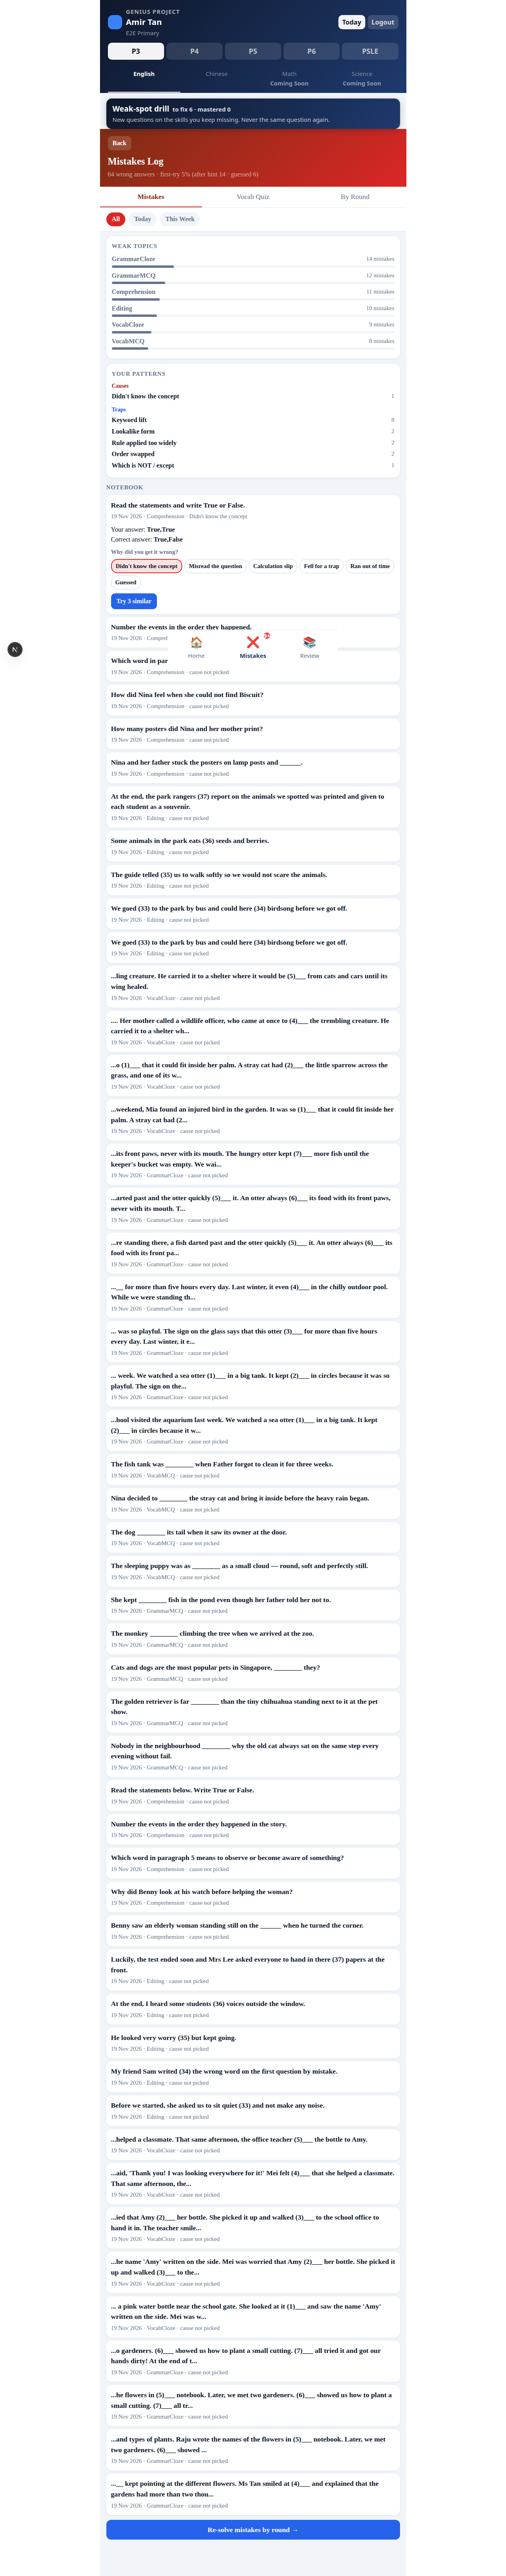 GENIUS PROJECT
Amir Tan
E2E Primary
Today
Logout
P3
P4
P5
P6
PSLE
English
Chinese
Math
Coming Soon
Science
Coming Soon
Weak-spot drill to fix 6 · mastered 0
New questions on the skills you keep missing. Never the same question again.
Back
Mistakes Log
64 wrong answers · first-try 5% (after hint 14 · guessed 6)
Mistakes
Vocab Quiz
By Round
All
Today
This Week
WEAK TOPICS
GrammarCloze
14 mistakes
GrammarMCQ
12 mistakes
Comprehension
11 mistakes
Editing
10 mistakes
VocabCloze
9 mistakes
VocabMCQ
8 mistakes
YOUR PATTERNS
Causes
Didn't know the concept
1
Traps
Keyword lift
8
Lookalike form
2
Rule applied too widely
2
Order swapped
2
Which is NOT / except
1
NOTEBOOK
Read the statements and write True or False.
19 Nov 2026 · Comprehension · Didn't know the concept
Your answer: True,True
Correct answer: True,False
Why did you get it wrong?
Didn't know the concept
Misread the question
Calculation slip
Fell for a trap
Ran out of time
Guessed
Try 3 similar
Number the events in the order they happened.
19 Nov 2026 · Compre
Home
Mistakes
Review
N
Which word in par
19 Nov 2026 · Comprehension · cause not picked
How did Nina feel when she could not find Biscuit?
19 Nov 2026 · Comprehension · cause not picked
How many posters did Nina and her mother print?
19 Nov 2026 · Comprehension · cause not picked
Nina and her father stuck the posters on lamp posts and ______.
19 Nov 2026 · Comprehension · cause not picked
At the end, the park rangers (37) report on the animals we spotted was printed and given to
each student as a souvenir.
19 Nov 2026 · Editing · cause not picked
Some animals in the park eats (36) seeds and berries.
19 Nov 2026 · Editing · cause not picked
The guide telled (35) us to walk softly so we would not scare the animals.
19 Nov 2026 · Editing · cause not picked
We goed (33) to the park by bus and could here (34) birdsong before we got off.
19 Nov 2026 · Editing · cause not picked
We goed (33) to the park by bus and could here (34) birdsong before we got off.
19 Nov 2026 · Editing · cause not picked
...ling creature. He carried it to a shelter where it would be (5)___ from cats and cars until its
wing healed.
19 Nov 2026 · VocabCloze · cause not picked
.... Her mother called a wildlife officer, who came at once to (4)___ the trembling creature. He
carried it to a shelter wh...
19 Nov 2026 · VocabCloze · cause not picked
...o (1)___ that it could fit inside her palm. A stray cat had (2)___ the little sparrow across the
grass, and one of its w...
19 Nov 2026 · VocabCloze · cause not picked
...weekend, Mia found an injured bird in the garden. It was so (1)___ that it could fit inside her
palm. A stray cat had (2...
19 Nov 2026 · VocabCloze · cause not picked
...its front paws, never with its mouth. The hungry otter kept (7)___ more fish until the
keeper's bucket was empty. We wai...
19 Nov 2026 · GrammarCloze · cause not picked
...arted past and the otter quickly (5)___ it. An otter always (6)___ its food with its front paws,
never with its mouth. T...
19 Nov 2026 · GrammarCloze · cause not picked
...re standing there, a fish darted past and the otter quickly (5)___ it. An otter always (6)___ its
food with its front pa...
19 Nov 2026 · GrammarCloze · cause not picked
...__ for more than five hours every day. Last winter, it even (4)___ in the chilly outdoor pool.
While we were standing th...
19 Nov 2026 · GrammarCloze · cause not picked
... was so playful. The sign on the glass says that this otter (3)___ for more than five hours
every day. Last winter, it e...
19 Nov 2026 · GrammarCloze · cause not picked
... week. We watched a sea otter (1)___ in a big tank. It kept (2)___ in circles because it was so
playful. The sign on the...
19 Nov 2026 · GrammarCloze · cause not picked
...hool visited the aquarium last week. We watched a sea otter (1)___ in a big tank. It kept
(2)___ in circles because it w...
19 Nov 2026 · GrammarCloze · cause not picked
The fish tank was ________ when Father forgot to clean it for three weeks.
19 Nov 2026 · VocabMCQ · cause not picked
Nina decided to ________ the stray cat and bring it inside before the heavy rain began.
19 Nov 2026 · VocabMCQ · cause not picked
The dog ________ its tail when it saw its owner at the door.
19 Nov 2026 · VocabMCQ · cause not picked
The sleeping puppy was as ________ as a small cloud — round, soft and perfectly still.
19 Nov 2026 · VocabMCQ · cause not picked
She kept ________ fish in the pond even though her father told her not to.
19 Nov 2026 · GrammarMCQ · cause not picked
The monkey ________ climbing the tree when we arrived at the zoo.
19 Nov 2026 · GrammarMCQ · cause not picked
Cats and dogs are the most popular pets in Singapore, ________ they?
19 Nov 2026 · GrammarMCQ · cause not picked
The golden retriever is far ________ than the tiny chihuahua standing next to it at the pet
show.
19 Nov 2026 · GrammarMCQ · cause not picked
Nobody in the neighbourhood ________ why the old cat always sat on the same step every
evening without fail.
19 Nov 2026 · GrammarMCQ · cause not picked
Read the statements below. Write True or False.
19 Nov 2026 · Comprehension · cause not picked
Number the events in the order they happened in the story.
19 Nov 2026 · Comprehension · cause not picked
Which word in paragraph 5 means to observe or become aware of something?
19 Nov 2026 · Comprehension · cause not picked
Why did Benny look at his watch before helping the woman?
19 Nov 2026 · Comprehension · cause not picked
Benny saw an elderly woman standing still on the ______ when he turned the corner.
19 Nov 2026 · Comprehension · cause not picked
Luckily, the test ended soon and Mrs Lee asked everyone to hand in there (37) papers at the
front.
19 Nov 2026 · Editing · cause not picked
At the end, I heard some students (36) voices outside the window.
19 Nov 2026 · Editing · cause not picked
He looked very worry (35) but kept going.
19 Nov 2026 · Editing · cause not picked
My friend Sam writed (34) the wrong word on the first question by mistake.
19 Nov 2026 · Editing · cause not picked
Before we started, she asked us to sit quiet (33) and not make any noise.
19 Nov 2026 · Editing · cause not picked
...helped a classmate. That same afternoon, the office teacher (5)___ the bottle to Amy.
19 Nov 2026 · VocabCloze · cause not picked
...aid, 'Thank you! I was looking everywhere for it!' Mei felt (4)___ that she helped a classmate.
That same afternoon, the...
19 Nov 2026 · VocabCloze · cause not picked
...ied that Amy (2)___ her bottle. She picked it up and walked (3)___ to the school office to
hand it in. The teacher smile...
19 Nov 2026 · VocabCloze · cause not picked
...he name 'Amy' written on the side. Mei was worried that Amy (2)___ her bottle. She picked it
up and walked (3)___ to the...
19 Nov 2026 · VocabCloze · cause not picked
... a pink water bottle near the school gate. She looked at it (1)___ and saw the name 'Amy'
written on the side. Mei was w...
19 Nov 2026 · VocabCloze · cause not picked
...o gardeners. (6)___ showed us how to plant a small cutting. (7)___ all tried it and got our
hands dirty! At the end of t...
19 Nov 2026 · GrammarCloze · cause not picked
...he flowers in (5)___ notebook. Later, we met two gardeners. (6)___ showed us how to plant a
small cutting. (7)___ all tr...
19 Nov 2026 · GrammarCloze · cause not picked
...and types of plants. Raju wrote the names of the flowers in (5)___ notebook. Later, we met
two gardeners. (6)___ showed ...
19 Nov 2026 · GrammarCloze · cause not picked
...__ kept pointing at the different flowers. Ms Tan smiled at (4)___ and explained that the
gardens had more than two thou...
19 Nov 2026 · GrammarCloze · cause not picked
Re-solve mistakes by round →